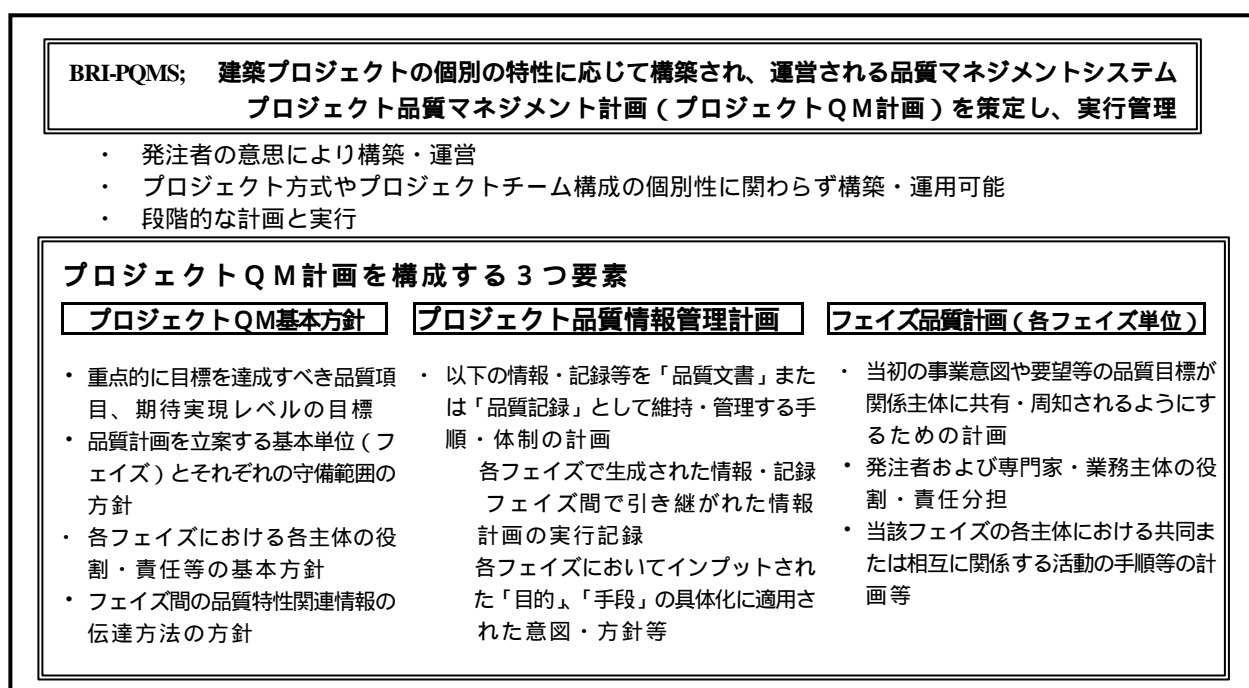 BRI-PQMS; 建築プロジェクトの個別の特性に応じて構築され、運営される品質マネジメントシステム
プロジェクト品質マネジメント計画(プロジェクトQM計画)を策定し、実行管理
・ 発注者の意思により構築・運営
・ プロジェクト方式やプロジェクトチーム構成の個別性に関わらず構築・運用可能
・ 段階的な計画と実行
プロジェクトQM計画を構成する3つ要素
プロジェクトQM基本方針
・ 重点的に目標を達成すべき品質項
目、期待実現レベルの目標
・ 品質計画を立案する基本単位(フ
ェイズ)とそれぞれの守備範囲の
方針
・ 各フェイズにおける各主体の役
割・責任等の基本方針
・ フェイズ間の品質特性関連情報の
伝達方法の方針
プロジェクト品質情報管理計画
・ 以下の情報・記録等を「品質文書」また
は「品質記録」として維持・管理する手
順・体制の計画
各フェイズで生成された情報・記録
フェイズ間で引き継がれた情報
計画の実行記録
各フェイズにおいてインプットされ
た「目的」、「手段」の具体化に適用さ
れた意図・方針等
フェイズ品質計画(各フェイズ単位)
・ 当初の事業意図や要望等の品質目標が
関係主体に共有・周知されるようにす
るための計画
・ 発注者および専門家・業務主体の役
割・責任分担
・ 当該フェイズの各主体における共同ま
たは相互に関係する活動の手順等の計
画等